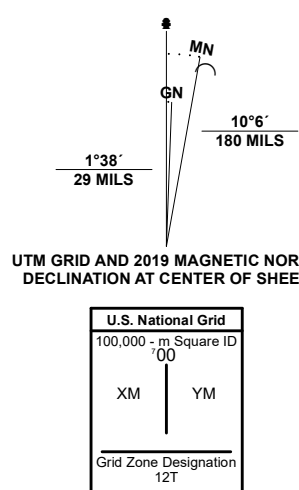 MN
GN
10°6´
180 MILS
1°38´
29 MILS
UTM GRID AND 2019 MAGNETIC NOR
DECLINATION AT CENTER OF SHEE
U.S. National Grid
100,000 - m Square ID
⁷00
XM YM
Grid Zone Designation
12T